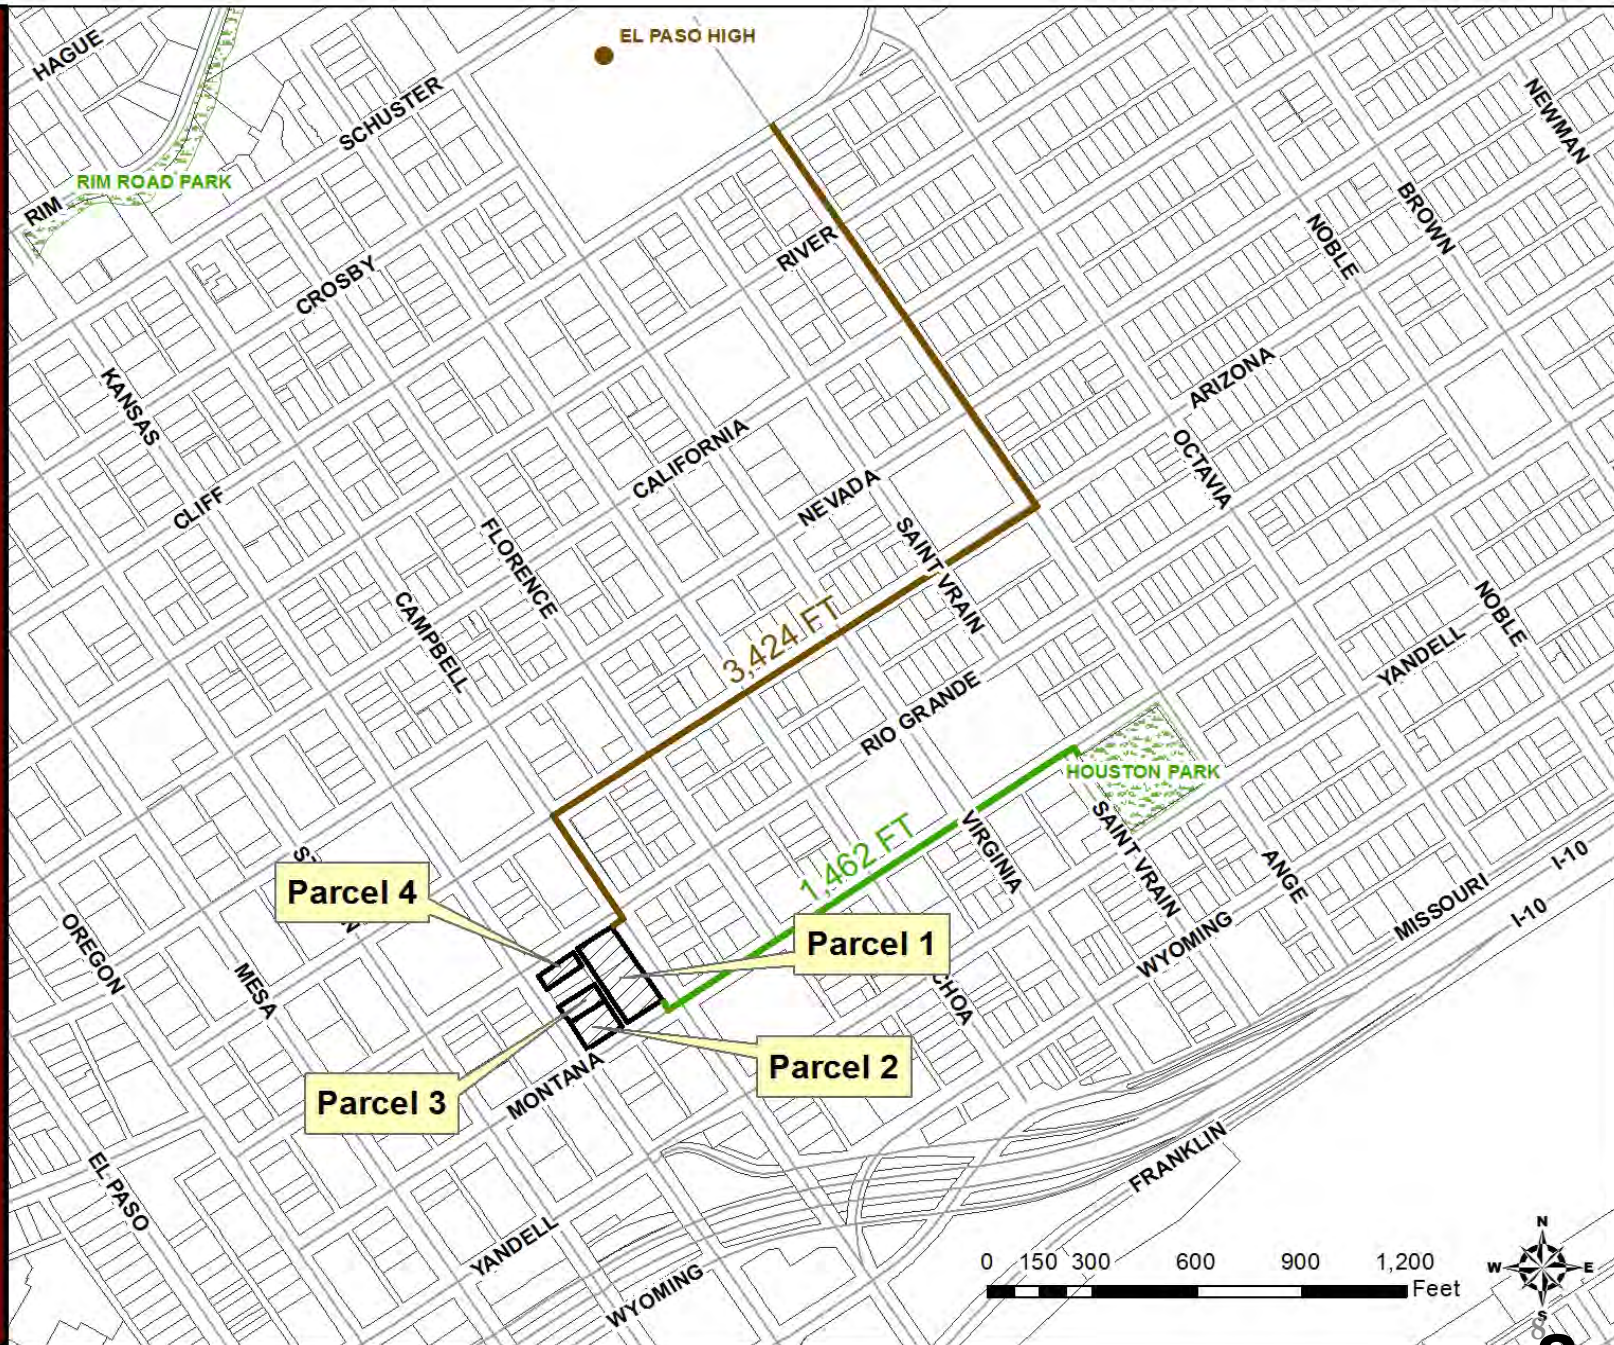 EL PASO HIGH
HAGUE
SCHUSTER
NEWMAN
RIM ROAD PARK
RIM
BROWN
RIVER
NOBLE
CROSBY
KANSAS
ARIZONA
CALIFORNIA
OCTAVIA
NEVADA
CLIFF
FLORENCE
SAINT VRAIN
CAMPBELL
3,424 FT
NOBLE
YANDELL
RIO GRANDE
HOUSTON PARK
1,462 FT
VIRGINIA
SAINT VRAIN
ANGE
I-10
MISSOURI
I-10
Parcel 4
OREGON
MESA
Parcel 1
WYOMING
CHOA
Parcel 2
Parcel 3
MONTANA
EL PASO
FRANKLIN
YANDELL
WYOMING
0 150 300 600 900 1,200
Feet
N
W E
S
8